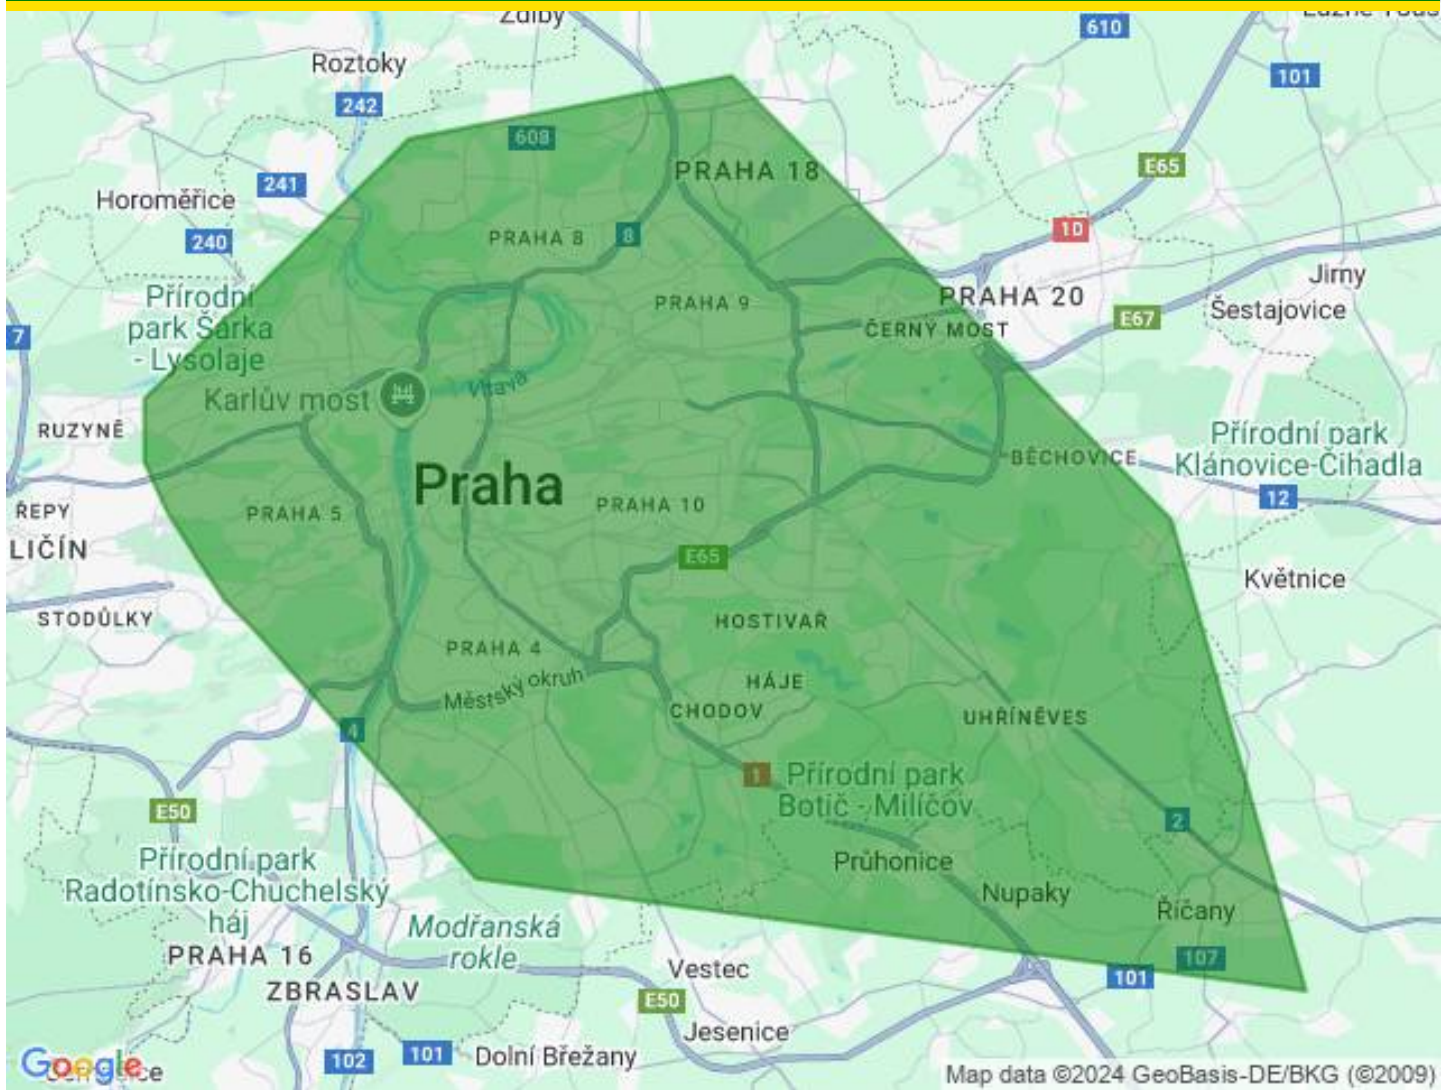 Zdiby
610
Roztoky
101
242
608
E65
PRAHA 18
241
Horoměřice
10
240
PRAHA 8
8
Jirny
Přírodní
park Šárka
- Lysolaje
PRAHA 9
PRAHA 20
Šestajovice
E67
7
ČERNÝ MOST
Vltava
Karlův most
RUZYNĚ
Přírodní park
Klánovice-Čihadla
BĚCHOVICE
Praha
12
PRAHA 10
ŘEPY
PRAHA 5
LIČÍN
E65
Květnice
STODŮLKY
HOSTIVAŘ
PRAHA 4
HÁJE
Městský okruh
CHODOV
UHŘÍNĚVES
4
1
Přírodní park
Botič - Milíčov
E50
2
Přírodní park
Radotínsko-Chuchelský
háj
Průhonice
Nupaky
Říčany
Modřanská
rokle
PRAHA 16
107
Vestec
101
ZBRASLAV
E50
Jesenice
102
101
Dolní Břežany
Google
Map data ©2024 GeoBasis-DE/BKG (©2009)